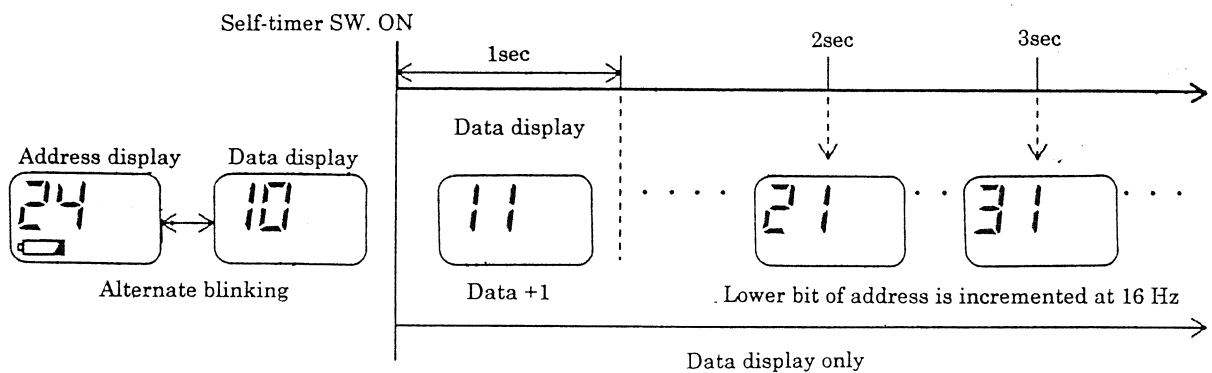 Self-timer SW. ON
1sec
2sec
3sec
Data display
Address display
Data display
24
10
11
. . . .
21
. .
31
. . . .
Alternate blinking
Data +1
Lower bit of address is incremented at 16 Hz
Data display only